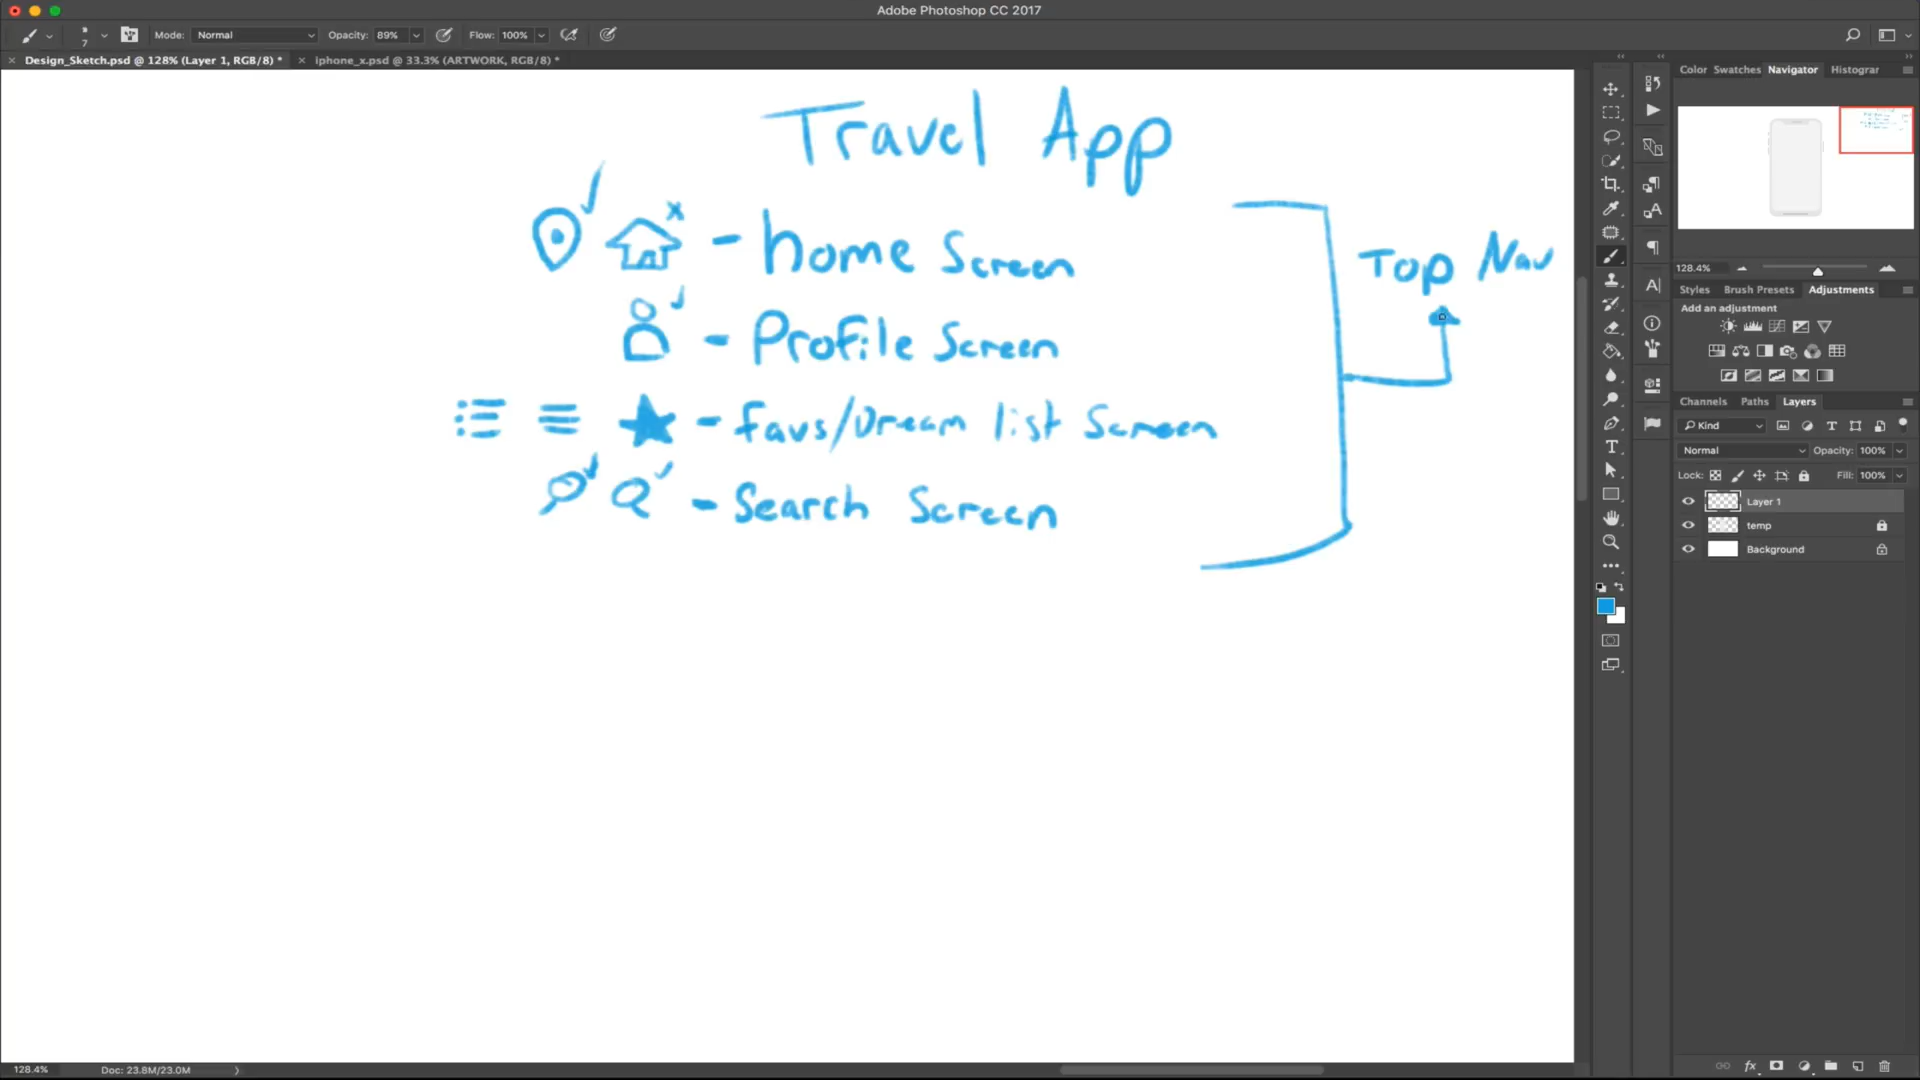 Adobe Photoshop CC 2017
7 Mode: Normal Opacity: 89% Flow: 100%
Design_Sketch.psd @ 128% (Layer 1, RGB/8) *
iphone_x.psd @ 33.3% (ARTWORK, RGB/8) *
Travel App
- home Screen
- Profile Screen
- Favs/Dream list Screen
- Search Screen
Top Nav
Color Swatches Navigator Histogram
128.4%
Styles Brush Presets Adjustments
Add an adjustment
Channels Paths Layers
Kind
Normal Opacity: 100%
Lock: Fill: 100%
Layer 1
temp
Background
128.4% Doc: 23.8M/23.0M